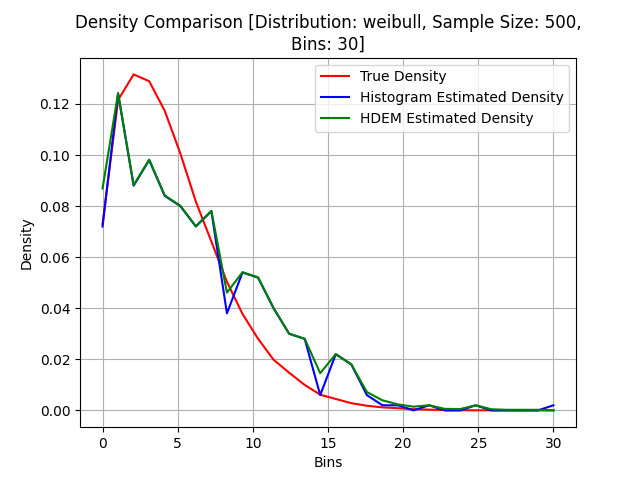 Density Comparison [Distribution: weibull, Sample Size: 500,
Bins: 30]
True Density
Histogram Estimated Density
HDEM Estimated Density
Density
0.12
0.10
0.08
0.06
0.04
0.02
0.00
0 5 10 15 20 25 30
Bins